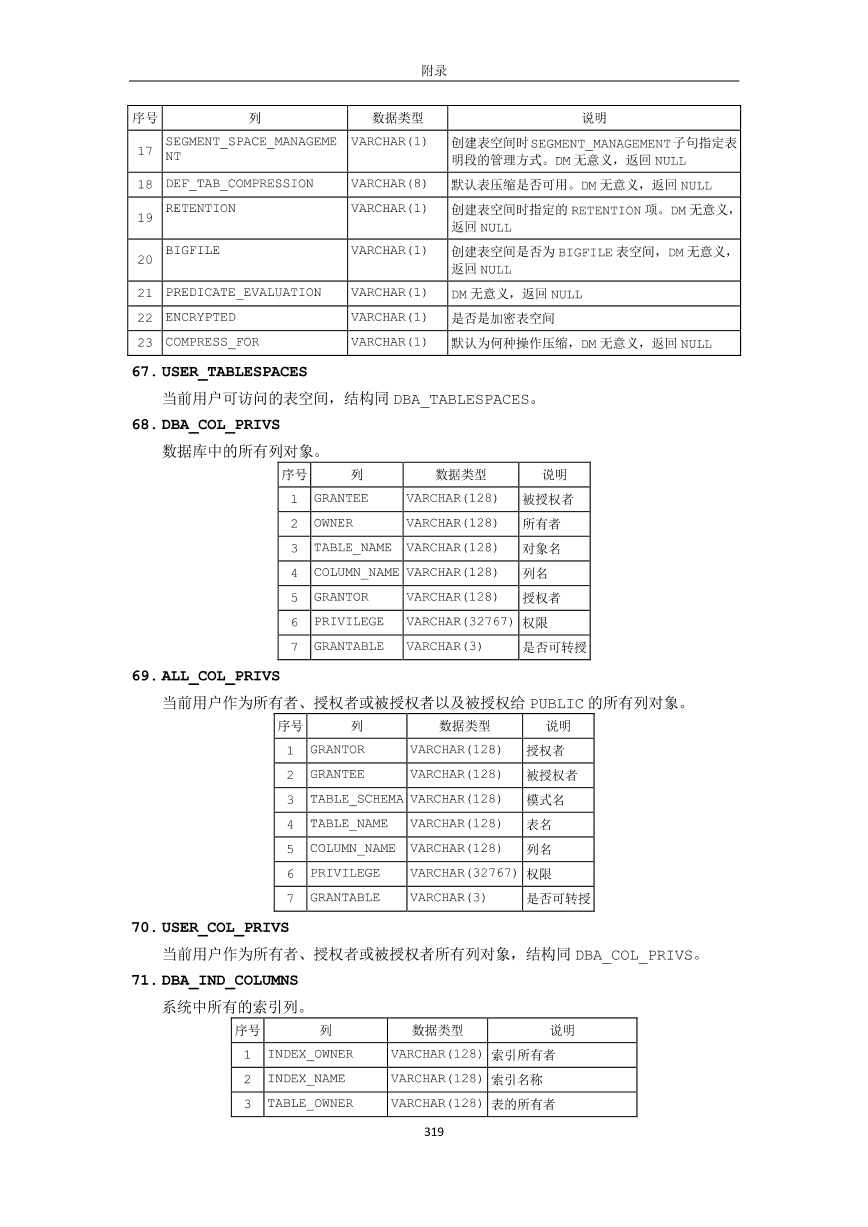 附录
序号 列 数据类型 说明
17 SEGMENT_SPACE_MANAGEME VARCHAR(1) 创建表空间时 SEGMENT_MANAGEMENT子句指定表
NT 明段的管理方式。DM 无意义，返回 NULL
18 DEF_TAB_COMPRESSION VARCHAR(8) 默认表压缩是否可用。DM 无意义，返回 NULL
19 RETENTION VARCHAR(1) 创建表空间时指定的 RETENTION 项。DM 无意义，
返回 NULL
20 BIGFILE VARCHAR(1) 创建表空间是否为 BIGFILE 表空间，DM 无意义，
返回 NULL
21 PREDICATE_EVALUATION VARCHAR(1) DM 无意义，返回 NULL
22 ENCRYPTED VARCHAR(1) 是否是加密表空间
23 COMPRESS_FOR VARCHAR(1) 默认为何种操作压缩，DM 无意义，返回 NULL
67. USER_TABLESPACES
当前用户可访问的表空间，结构同 DBA_TABLESPACES。
68. DBA_COL_PRIVS
数据库中的所有列对象。
序号 列 数据类型 说明
1 GRANTEE VARCHAR(128) 被授权者
2 OWNER VARCHAR(128) 所有者
3 TABLE_NAME VARCHAR(128) 对象名
4 COLUMN_NAME VARCHAR(128) 列名
5 GRANTOR VARCHAR(128) 授权者
6 PRIVILEGE VARCHAR(32767) 权限
7 GRANTABLE VARCHAR(3) 是否可转授
69. ALL_COL_PRIVS
当前用户作为所有者、授权者或被授权者以及被授权给 PUBLIC 的所有列对象。
序号 列 数据类型 说明
1 GRANTOR VARCHAR(128) 授权者
2 GRANTEE VARCHAR(128) 被授权者
3 TABLE_SCHEMA VARCHAR(128) 模式名
4 TABLE_NAME VARCHAR(128) 表名
5 COLUMN_NAME VARCHAR(128) 列名
6 PRIVILEGE VARCHAR(32767) 权限
7 GRANTABLE VARCHAR(3) 是否可转授
70. USER_COL_PRIVS
当前用户作为所有者、授权者或被授权者所有列对象，结构同 DBA_COL_PRIVS。
71. DBA_IND_COLUMNS
系统中所有的索引列。
序号 列 数据类型 说明
1 INDEX_OWNER VARCHAR(128) 索引所有者
2 INDEX_NAME VARCHAR(128) 索引名称
3 TABLE_OWNER VARCHAR(128) 表的所有者
319